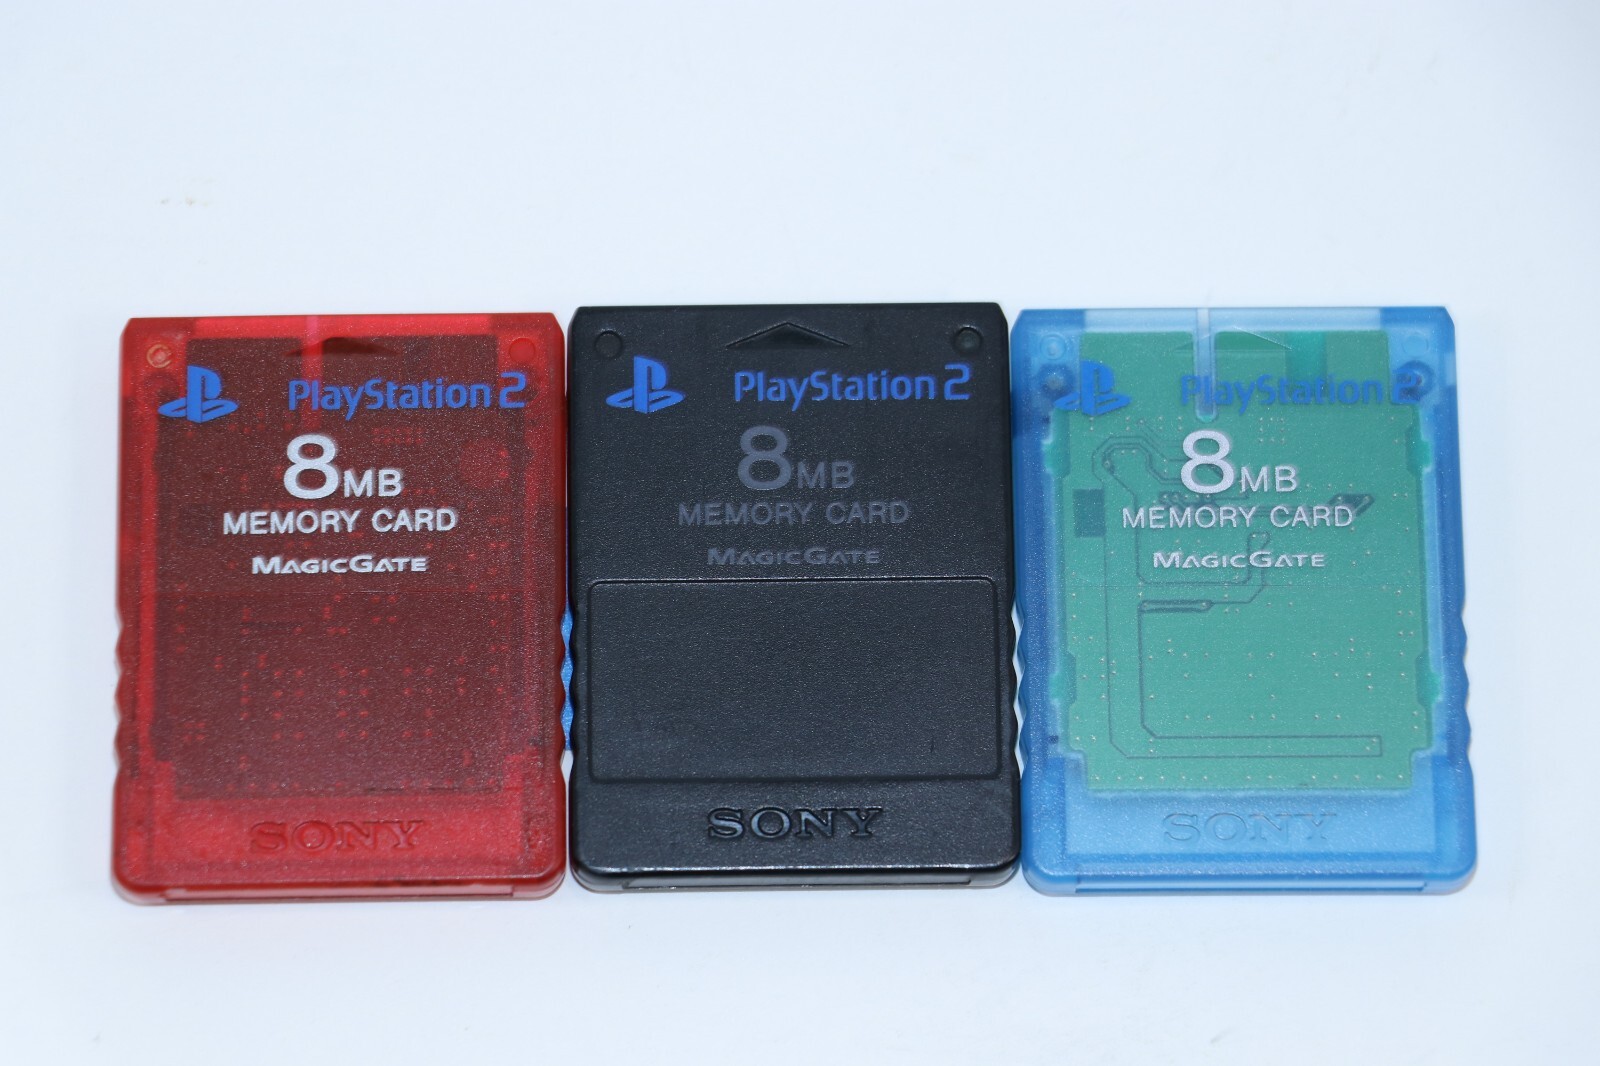 PlayStation 2
8MB
MEMORY CARD
MAGICGATE
SONY
PlayStation 2
8MB
MEMORY CARD
MAGICGATE
SONY
PlayStation 2
8MB
MEMORY CARD
MAGICGATE
SONY